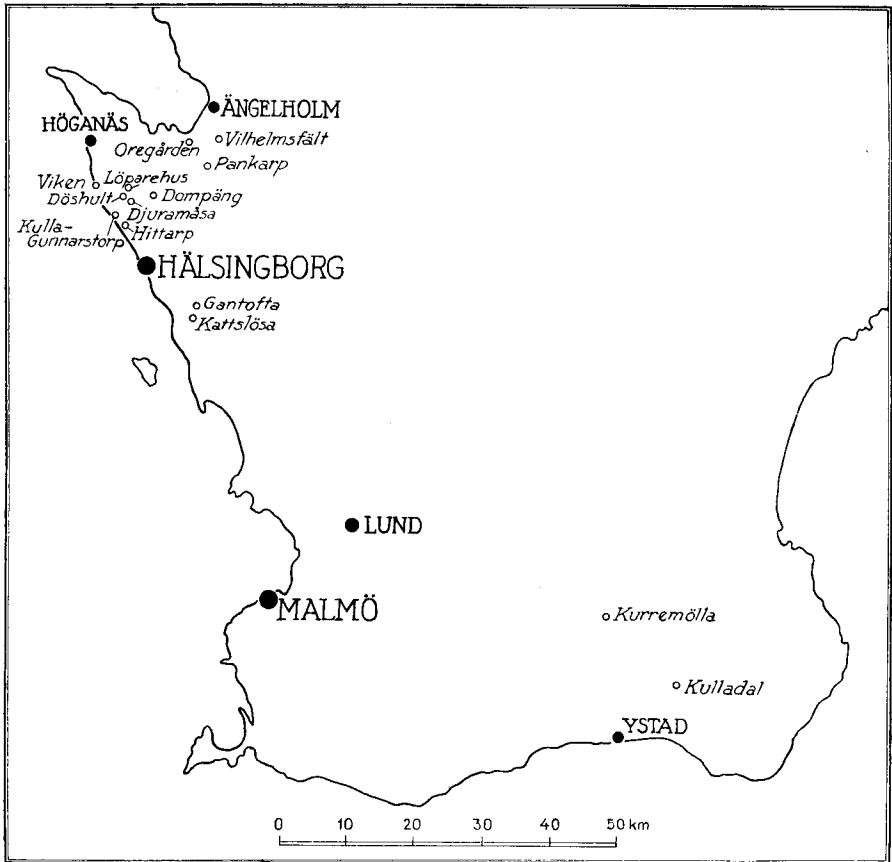 ÄNGELHOLM
HÖGANÄS
Vilhelmsfält
Oregården
Pankarp
Löparehus
Viken
Dompäng
Döshult
Djuramåsa
Kulla-
Gunnarstorp
Hittarp
HÄLSINGBORG
Gantofta
Kattslösa
LUND
MALMÖ
Kurremölla
Kulladal
YSTAD
0 10 20 30 40 50 km